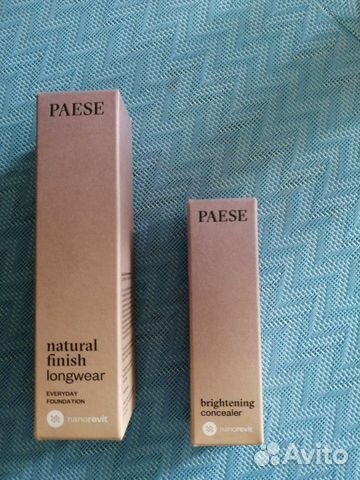 PAESE
natural
finish
longwear
EVERYDAY
FOUNDATION
nanorevit
PAESE
brightening
concealer
nanorevit
Avito